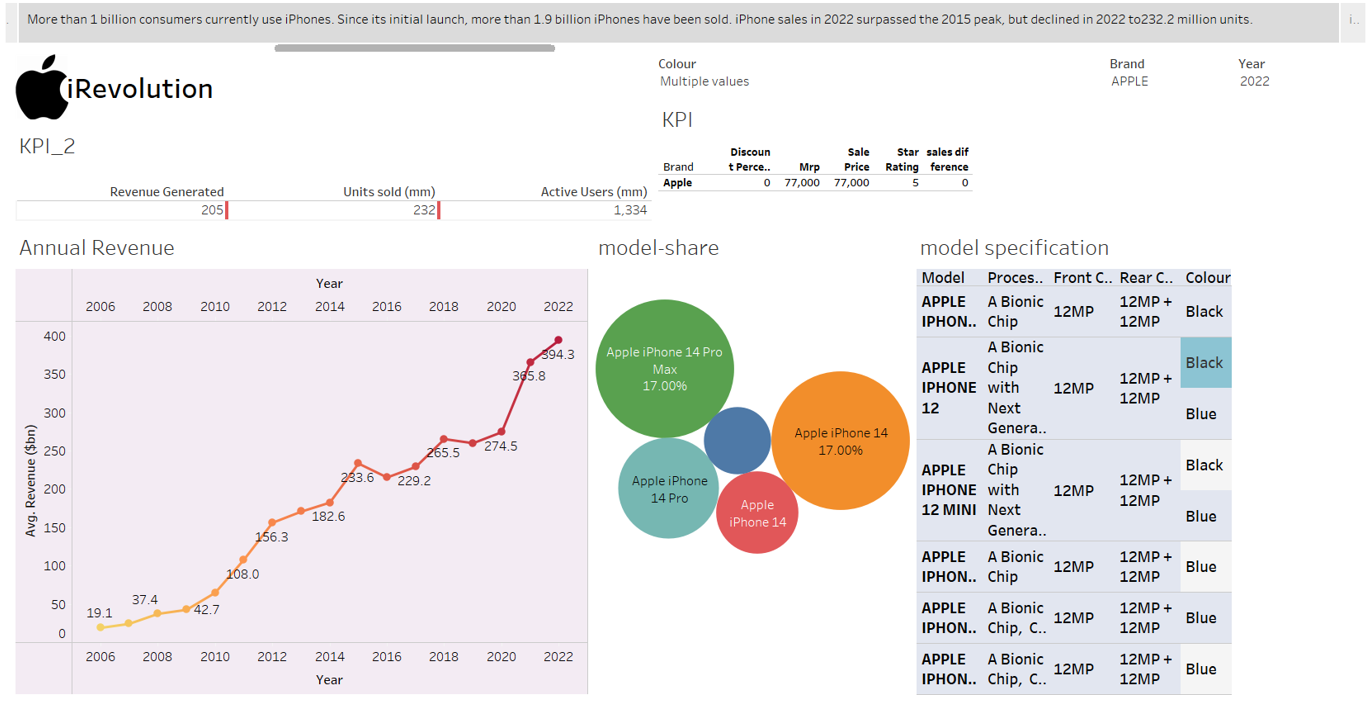 More than 1 billion consumers currently use iPhones. Since its initial launch, more than 1.9 billion iPhones have been sold. iPhone sales in 2022 surpassed the 2015 peak, but declined in 2022 to232.2 million units.
i..
iRevolution
Colour
Multiple values
Brand
APPLE
Year
2022
KPI_2
Revenue Generated Units sold (mm) Active Users (mm)
205 232 1,334
KPI
Brand Discoun
t Perce.. Mrp Sale
Price Star
Rating sales dif
ference
Apple 0 77,000 77,000 5 0
Annual Revenue
Year
2006 2008 2010 2012 2014 2016 2018 2020 2022
Avg. Revenue ($bn)
400
350
300
250
200
150
100
50
0
19.1
37.4
42.7
108.0
156.3
182.6
233.6
229.2
265.5
274.5
365.8
394.3
2006 2008 2010 2012 2014 2016 2018 2020 2022
Year
model-share
Apple iPhone 14 Pro
Max
17.00%
Apple iPhone 14
17.00%
Apple iPhone
14 Pro
Apple
iPhone 14
model specification
Model Proces.. Front C.. Rear C.. Colour
APPLE
IPHON..
A Bionic
Chip
12MP
12MP +
12MP
Black
APPLE
IPHONE
12
A Bionic
Chip
with
Next
Genera..
12MP
12MP +
12MP
Black
Blue
APPLE
IPHONE
12 MINI
A Bionic
Chip
with
Next
Genera..
12MP
12MP +
12MP
Black
Blue
APPLE
IPHON..
A Bionic
Chip
12MP
12MP +
12MP
Blue
APPLE
IPHON..
A Bionic
Chip, C..
12MP
12MP +
12MP
Blue
APPLE
IPHON..
A Bionic
Chip, C..
12MP
12MP +
12MP
Blue